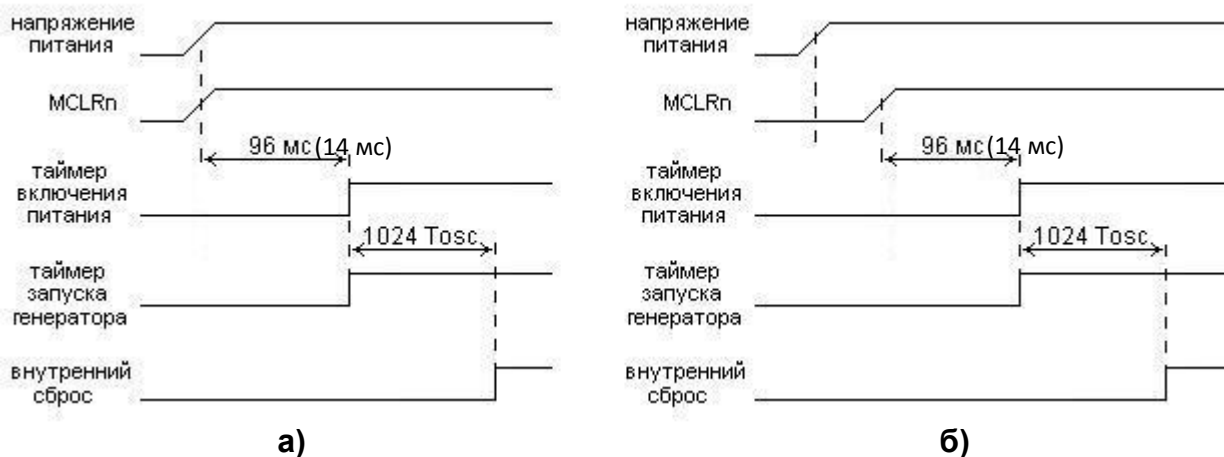 напряжение
питания
MCLRn
96 мс(14 мс)
таймер
включения
питания
1024 Tosc
таймер
запуска
генератора
внутренний
сброс
а)
напряжение
питания
MCLRn
96 мс(14 мс)
таймер
включения
питания
1024 Tosc
таймер
запуска
генератора
внутренний
сброс
б)